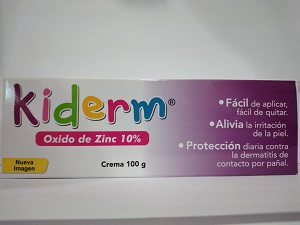 Kiderm®
Oxido de Zinc 10%
Nueva
Imagen
Crema 100 g
•Fácil de aplicar,
fácil de quitar.
•Alivia la irritación
de la piel.
•Protección diaria contra
la dermatitis de
contacto por pañal.